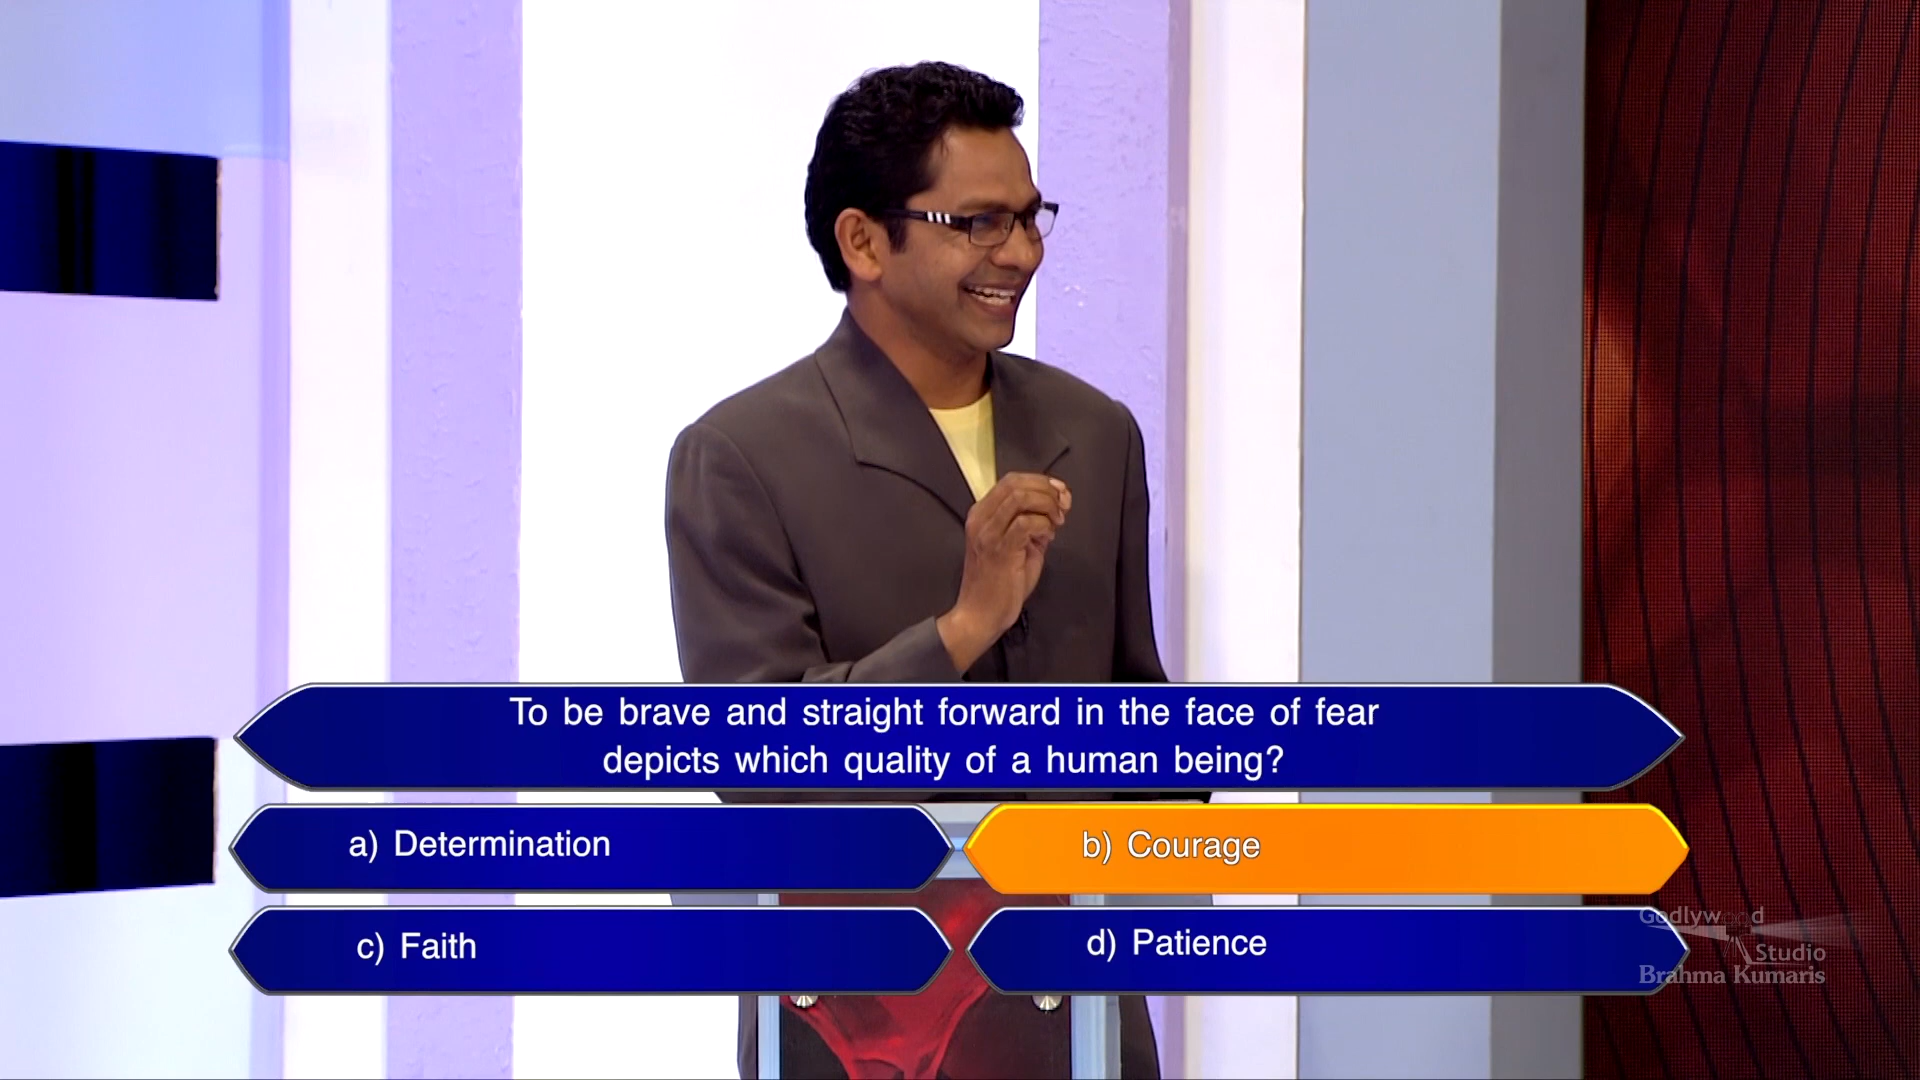 To be brave and straight forward in the face of fear
depicts which quality of a human being?
a) Determination
b) Courage
c) Faith
d) Patience
Godlywood
Studio
Brahma Kumaris